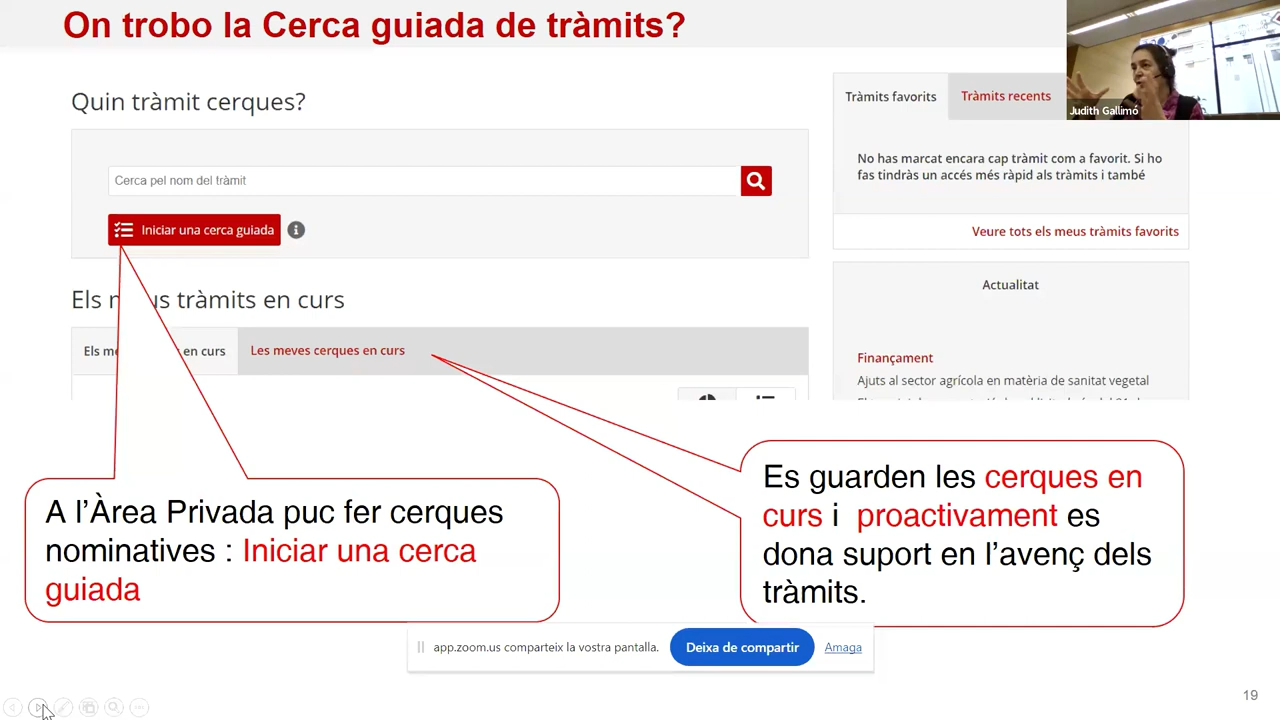 On trobo la Cerca guiada de tràmits?
Judith Gallimó
Quin tràmit cerques?
Cerca pel nom del tràmit
Iniciar una cerca guiada
Tràmits favorits
Tràmits recents
No has marcat encara cap tràmit com a favorit. Si ho
fas tindràs un accés més ràpid als tràmits i també
Veure tots els meus tràmits favorits
Els tràmits en curs
Els en curs
Les meves cerques en curs
Actualitat
Finançament
Ajuts al sector agrícola en matèria de sanitat vegetal
A l'Àrea Privada puc fer cerques
nominatives : Iniciar una cerca
guiada
Es guarden les cerques en
curs i proactivament es
dona suport en l'avenç dels
tràmits.
app.zoom.us comparteix la vostra pantalla.
Deixa de compartir
Amaga
19